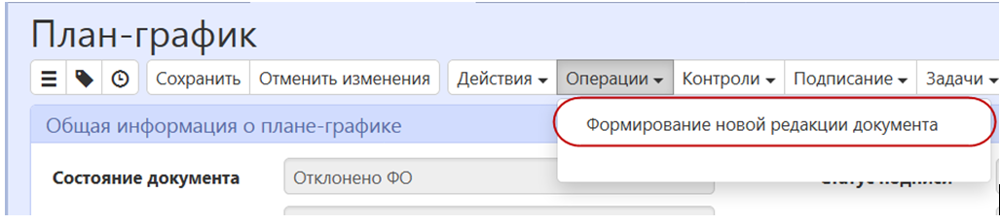 План-график
Сохранить Отменить изменения Действия Операции Контроли Подписание Задачи
Общая информация о плане-графике
Формирование новой редакции документа
Состояние документа Отклонено ФО